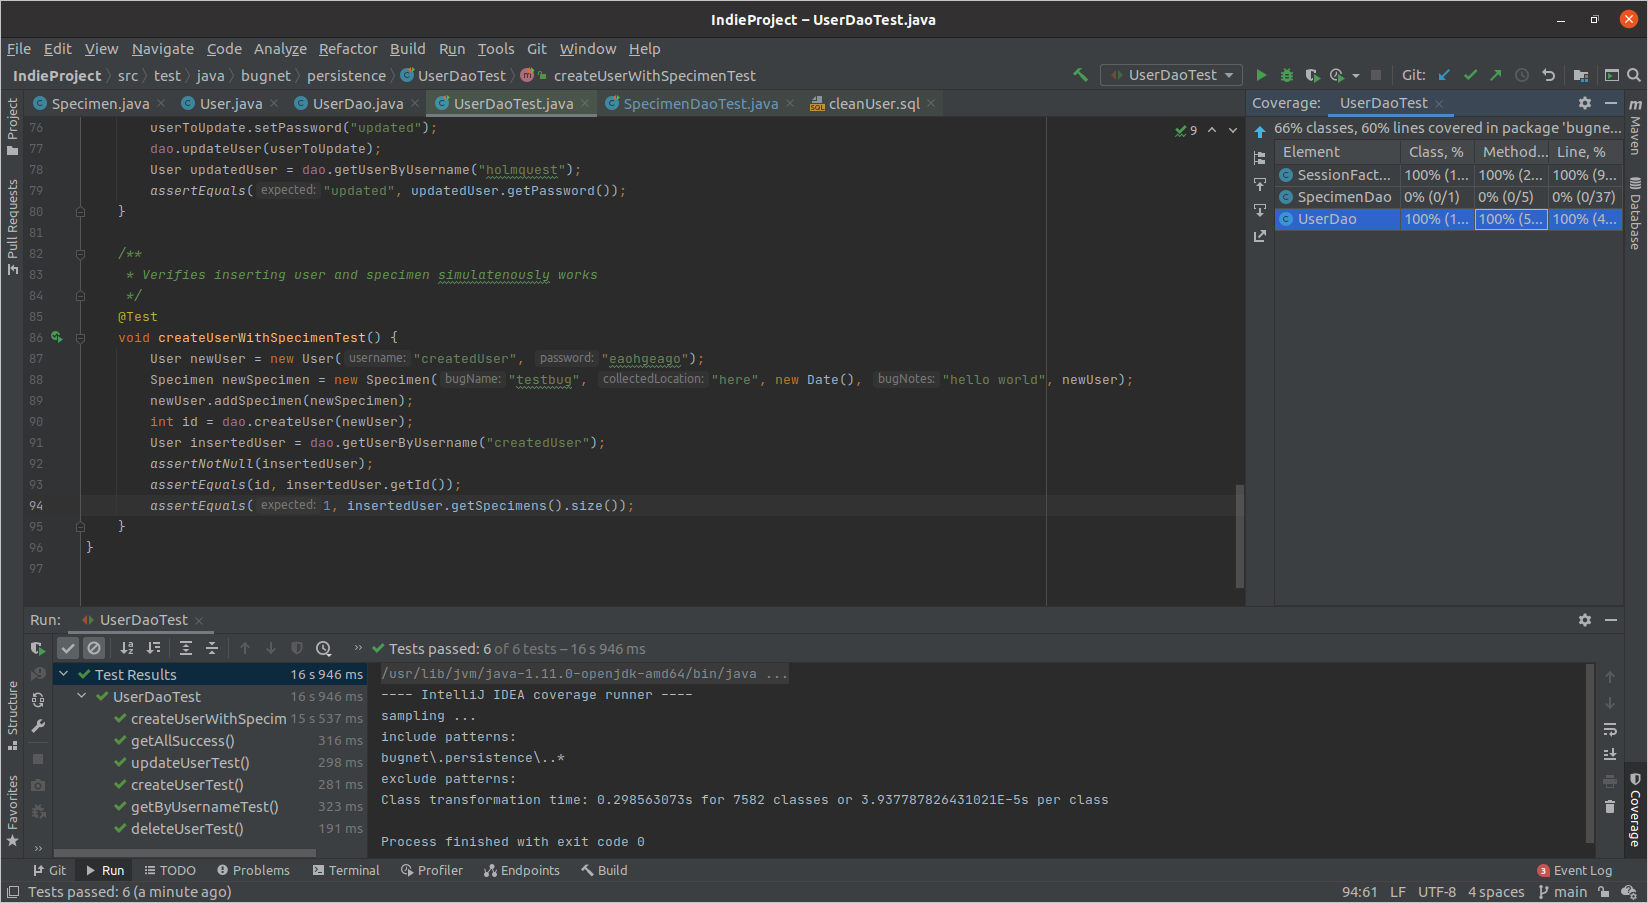 IndieProject – UserDaoTest.java
File Edit View Navigate Code Analyze Refactor Build Run Tools Git Window Help
IndieProject src test java bugnet persistence UserDaoTest createUserWithSpecimenTest UserDaoTest Git:
Specimen.java User.java UserDao.java UserDaoTest.java SpecimenDaoTest.java cleanUser.sql
Project
Pull Requests
Structure
Favorites
9
76 userToUpdate.setPassword("updated");
77 dao.updateUser(userToUpdate);
78 User updatedUser = dao.getUserByUsername("holmquest");
79 assertEquals( expected: "updated", updatedUser.getPassword());
80 }
81
82 /**
83 * Verifies inserting user and specimen simulatenously works
84 */
85 @Test
86 void createUserWithSpecimenTest() {
87 User newUser = new User( username: "createdUser", password: "eaohgeago");
88 Specimen newSpecimen = new Specimen( bugName: "testbug", collectedLocation: "here", new Date(), bugNotes: "hello world", newUser);
89 newUser.addSpecimen(newSpecimen);
90 int id = dao.createUser(newUser);
91 User insertedUser = dao.getUserByUsername("createdUser");
92 assertNotNull(insertedUser);
93 assertEquals(id, insertedUser.getId());
94 assertEquals( expected: 1, insertedUser.getSpecimens().size());
95 }
96 }
97
Coverage: UserDaoTest
66% classes, 60% lines covered in package 'bugne...
Element Class, % Method... Line, %
SessionFact... 100% (1... 100% (2... 100% (9...
SpecimenDao 0% (0/1) 0% (0/5) 0% (0/37)
UserDao 100% (1... 100% (5... 100% (4...
m Maven
Database
Coverage
Run: UserDaoTest
Tests passed: 6 of 6 tests – 16 s 946 ms
Test Results 16 s 946 ms
UserDaoTest 16 s 946 ms
createUserWithSpecim 15 s 537 ms
getAllSuccess() 316 ms
updateUserTest() 298 ms
createUserTest() 281 ms
getByUsernameTest() 323 ms
deleteUserTest() 191 ms
/usr/lib/jvm/java-1.11.0-openjdk-amd64/bin/java ...
---- IntelliJ IDEA coverage runner ----
sampling ...
include patterns:
bugnet\.persistence\..*
exclude patterns:
Class transformation time: 0.298563073s for 7582 classes or 3.937787826431021E-5s per class
Process finished with exit code 0
Git Run TODO Problems Terminal Profiler Endpoints Build 3 Event Log
Tests passed: 6 (a minute ago) 94:61 LF UTF-8 4 spaces main